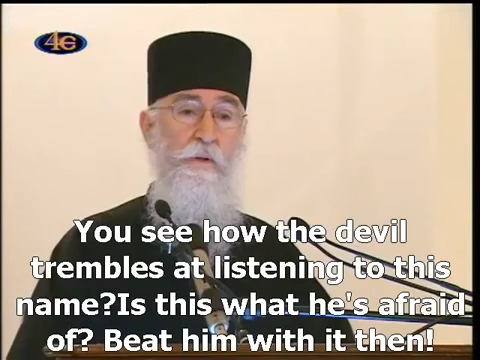 4E
You see how the devil
trembles at listening to this
name?Is this what he's afraid
of? Beat him with it then!